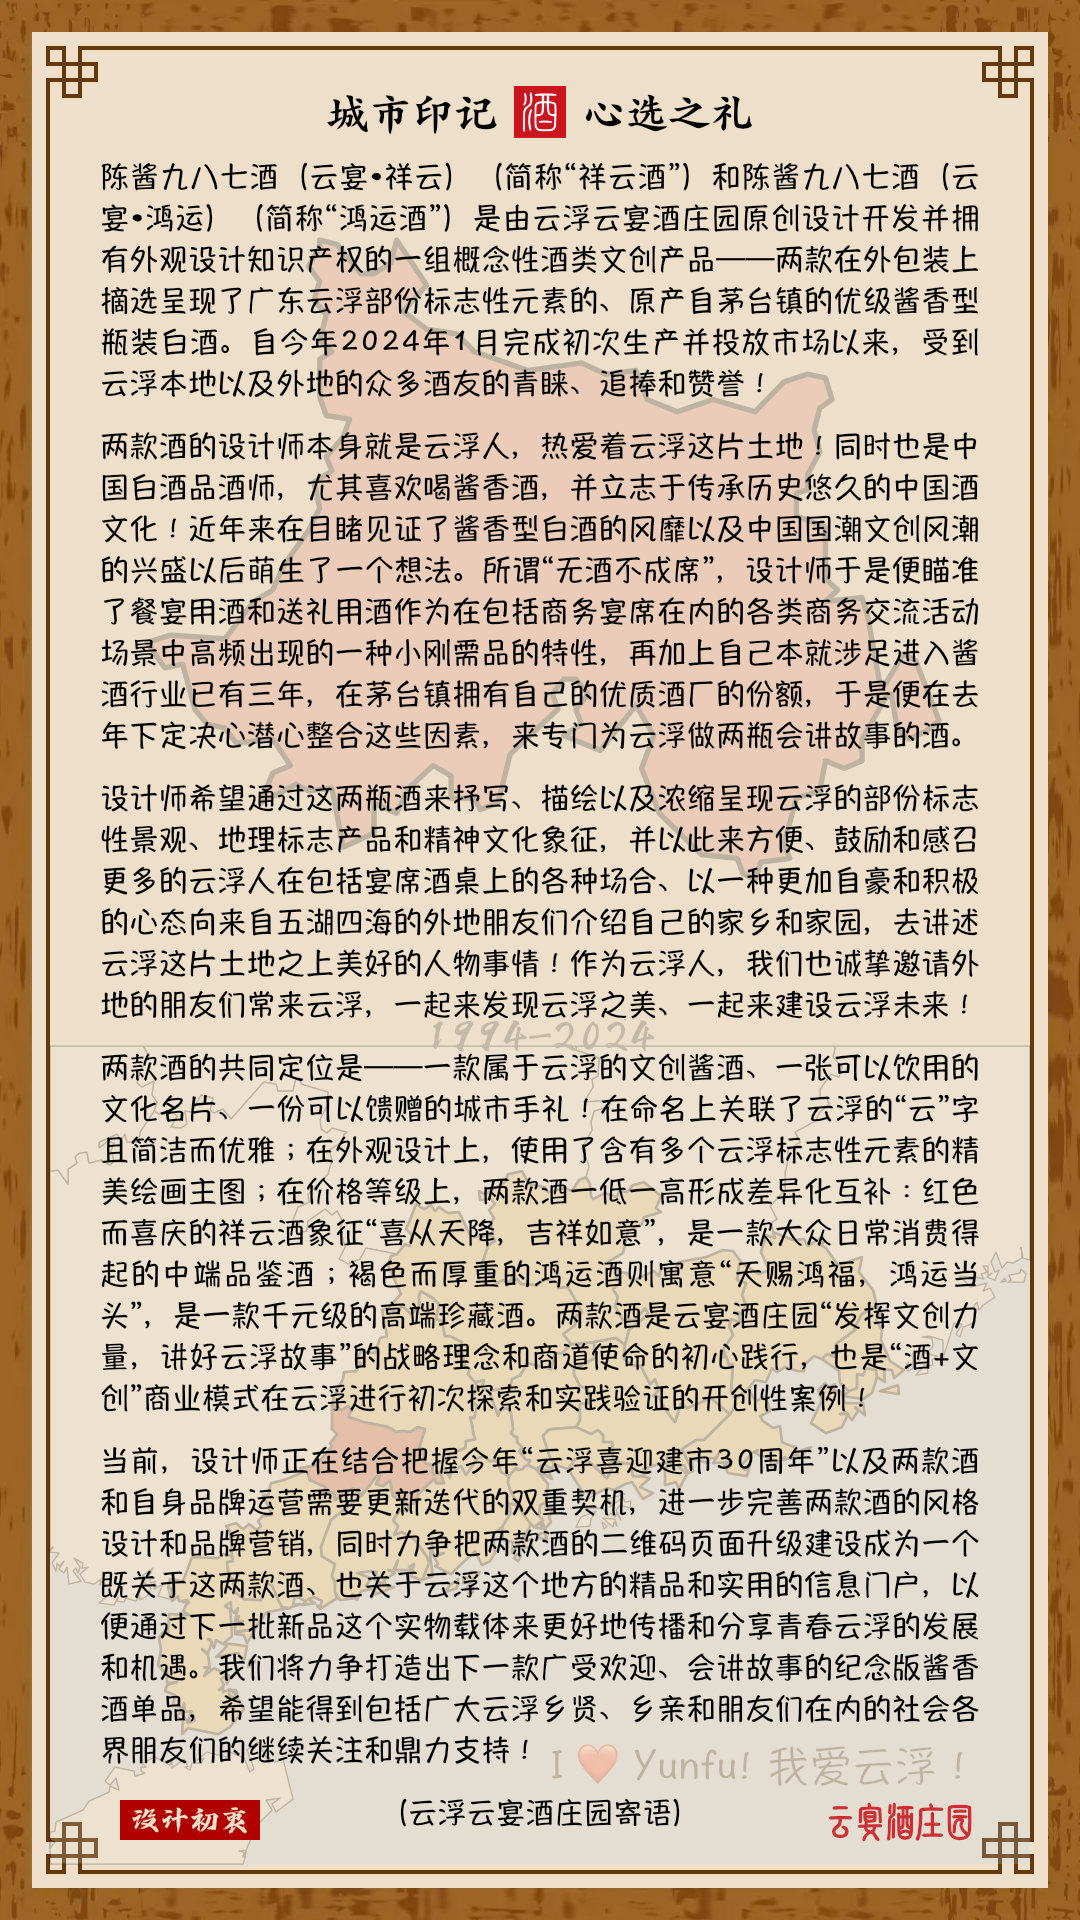 城市印记 酒 心选之礼
陈酱九八七酒（云宴•祥云）（简称“祥云酒”）和陈酱九八七酒（云
宴•鸿运）（简称“鸿运酒”）是由云浮云宴酒庄园原创设计开发并拥
有外观设计知识产权的一组概念性酒类文创产品——两款在外包装上
摘选呈现了广东云浮部份标志性元素的、原产自茅台镇的优级酱香型
瓶装白酒。自今年2024年1月完成初次生产并投放市场以来，受到
云浮本地以及外地的众多酒友的青睐、追捧和赞誉！
两款酒的设计师本身就是云浮人，热爱着云浮这片土地！同时也是中
国白酒品酒师，尤其喜欢喝酱香酒，并立志于传承历史悠久的中国酒
文化！近年来在目睹见证了酱香型白酒的风靡以及中国国潮文创风潮
的兴盛以后萌生了一个想法。所谓“无酒不成席”，设计师于是便瞄准
了餐宴用酒和送礼用酒作为在包括商务宴席在内的各类商务交流活动
场景中高频出现的一种小刚需品的特性，再加上自己本就涉足进入酱
酒行业已有三年，在茅台镇拥有自己的优质酒厂的份额，于是便在去
年下定决心潜心整合这些因素，来专门为云浮做两瓶会讲故事的酒。
设计师希望通过这两瓶酒来抒写、描绘以及浓缩呈现云浮的部份标志
性景观、地理标志产品和精神文化象征，并以此来方便、鼓励和感召
更多的云浮人在包括宴席酒桌上的各种场合、以一种更加自豪和积极
的心态向来自五湖四海的外地朋友们介绍自己的家乡和家园，去讲述
云浮这片土地之上美好的人物事情！作为云浮人，我们也诚挚邀请外
地的朋友们常来云浮，一起来发现云浮之美、一起来建设云浮未来！
1994-2024
两款酒的共同定位是——一款属于云浮的文创酱酒、一张可以饮用的
文化名片、一份可以馈赠的城市手礼！在命名上关联了云浮的“云”字
且简洁而优雅；在外观设计上，使用了含有多个云浮标志性元素的精
美绘画主图；在价格等级上，两款酒一低一高形成差异化互补：红色
而喜庆的祥云酒象征“喜从天降，吉祥如意”，是一款大众日常消费得
起的中端品鉴酒；褐色而厚重的鸿运酒则寓意“天赐鸿福，鸿运当
头”，是一款千元级的高端珍藏酒。两款酒是云宴酒庄园“发挥文创力
量，讲好云浮故事”的战略理念和商道使命的初心践行，也是“酒+文
创”商业模式在云浮进行初次探索和实践验证的开创性案例！
当前，设计师正在结合把握今年“云浮喜迎建市30周年”以及两款酒
和自身品牌运营需要更新迭代的双重契机，进一步完善两款酒的风格
设计和品牌营销，同时力争把两款酒的二维码页面升级建设成为一个
既关于这两款酒、也关于云浮这个地方的精品和实用的信息门户，以
便通过下一批新品这个实物载体来更好地传播和分享青春云浮的发展
和机遇。我们将力争打造出下一款广受欢迎、会讲故事的纪念版酱香
酒单品，希望能得到包括广大云浮乡贤、乡亲和朋友们在内的社会各
界朋友们的继续关注和鼎力支持！
I ❤ Yunfu! 我爱云浮！
设计初衷
（云浮云宴酒庄园寄语）
云宴酒庄园